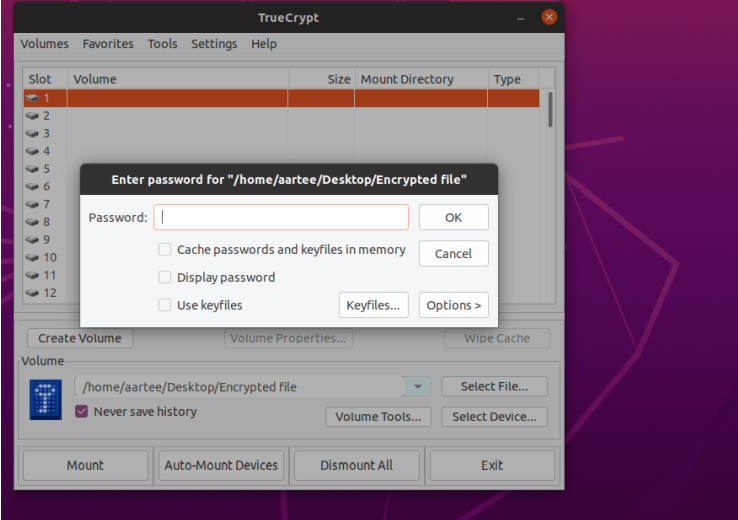 TrueCrypt
Volumes Favorites Tools Settings Help
Slot Volume Size Mount Directory Type
1
2
3
4
5
6
7
8
9
10
11
12
Enter password for "/home/aartee/Desktop/Encrypted file"
Password: OK
Cache passwords and keyfiles in memory Cancel
Display password
Use keyfiles Keyfiles... Options >
Create Volume Volume Properties... Wipe Cache
Volume
/home/aartee/Desktop/Encrypted file Select File...
Never save history Volume Tools... Select Device...
Mount Auto-Mount Devices Dismount All Exit